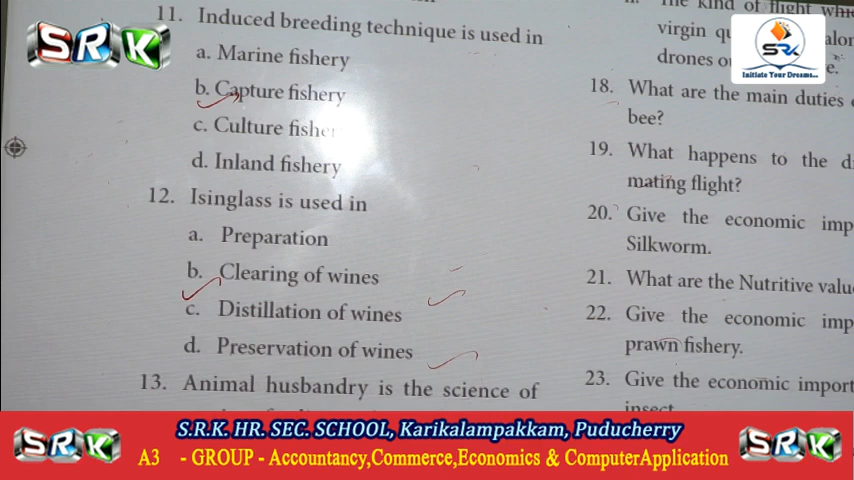 SRK
11. Induced breeding technique is used in
a. Marine fishery
b. Capture fishery
c. Culture fisher
d. Inland fishery
12. Isinglass is used in
a. Preparation
b. Clearing of wines
c. Distillation of wines
d. Preservation of wines
13. Animal husbandry is the science of
The kind of flight
virgin
drones
SRK
Initiate Your Dreams...
18. What are the main duties
bee?
19. What happens to the
mating flight?
20. Give the economic imp
Silkworm.
21. What are the Nutritive valu
22. Give the economic imp
prawn fishery.
23. Give the economic import
insect
SRK
S.R.K. HR. SEC. SCHOOL, Karikalampakkam, Puducherry
A3 - GROUP - Accountancy,Commerce,Economics & ComputerApplication
SRK